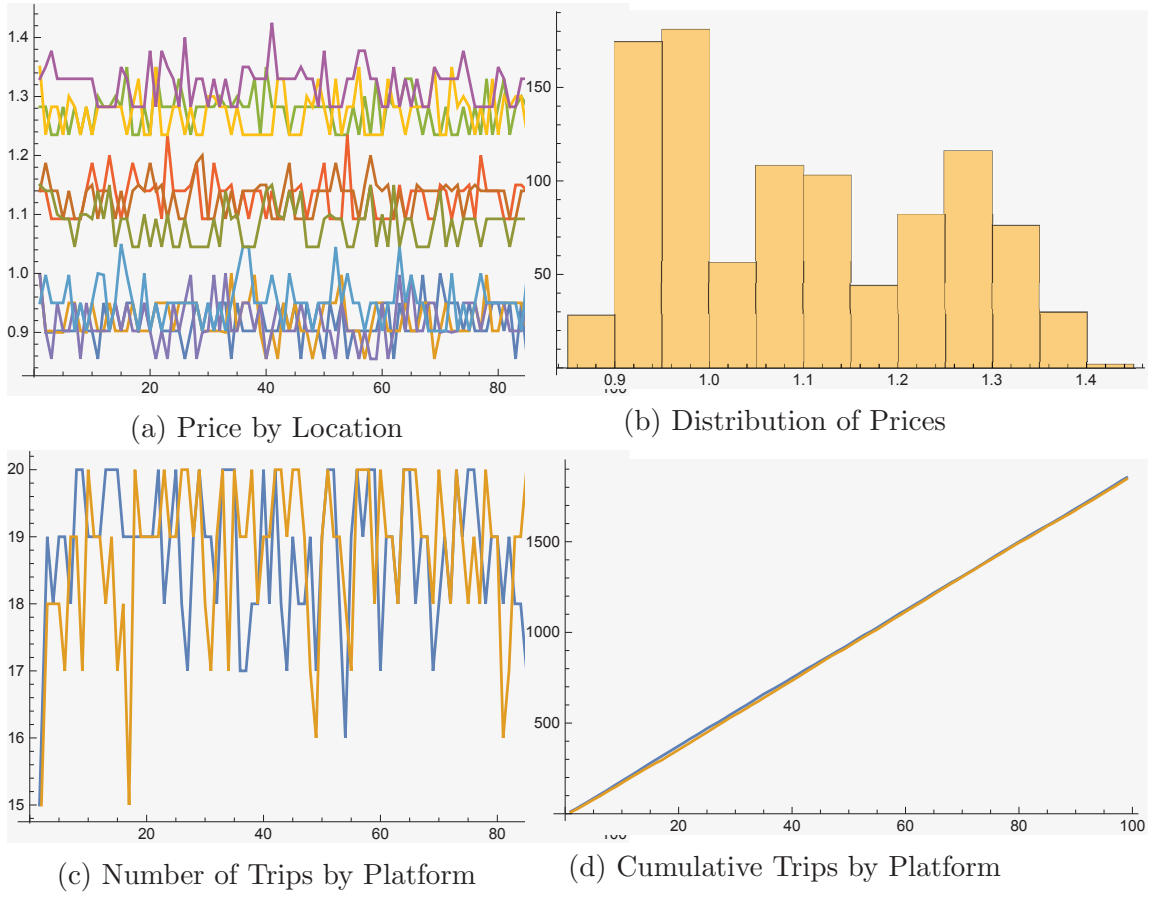 1.4
1.3
1.2
1.1
1.0
0.9
20 40 60 80
150
100
50
0.9 1.0 1.1 1.2 1.3 1.4
(a) Price by Location
(b) Distribution of Prices
20
19
18
17
16
15
20 40 60 80
1500
1000
500
20 40 60 80 100
(c) Number of Trips by Platform
(d) Cumulative Trips by Platform